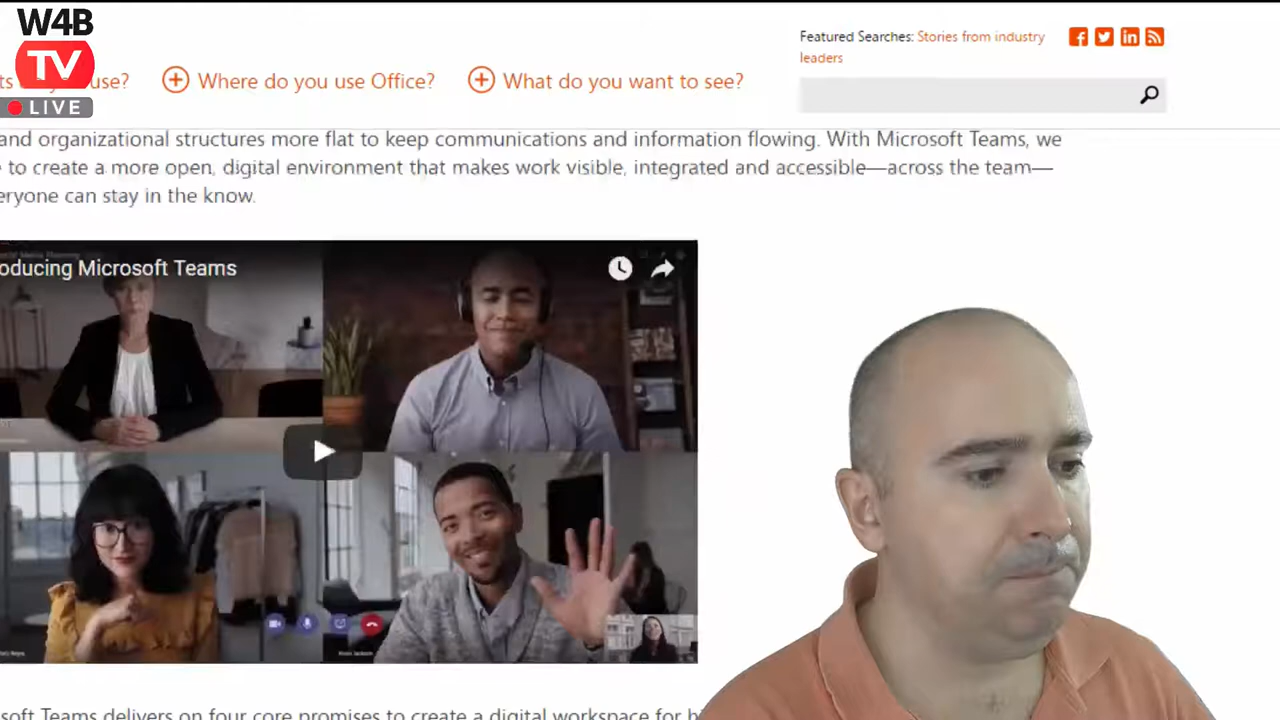 W4B
TV
LIVE
use?
Where do you use Office?
What do you want to see?
Featured Searches: Stories from industry
leaders
and organizational structures more flat to keep communications and information flowing. With Microsoft Teams, we
to create a more open, digital environment that makes work visible, integrated and accessible—across the team—
eryone can stay in the know.
oducing Microsoft Teams
soft Teams delivers on four core promises to create a digital workspace for h